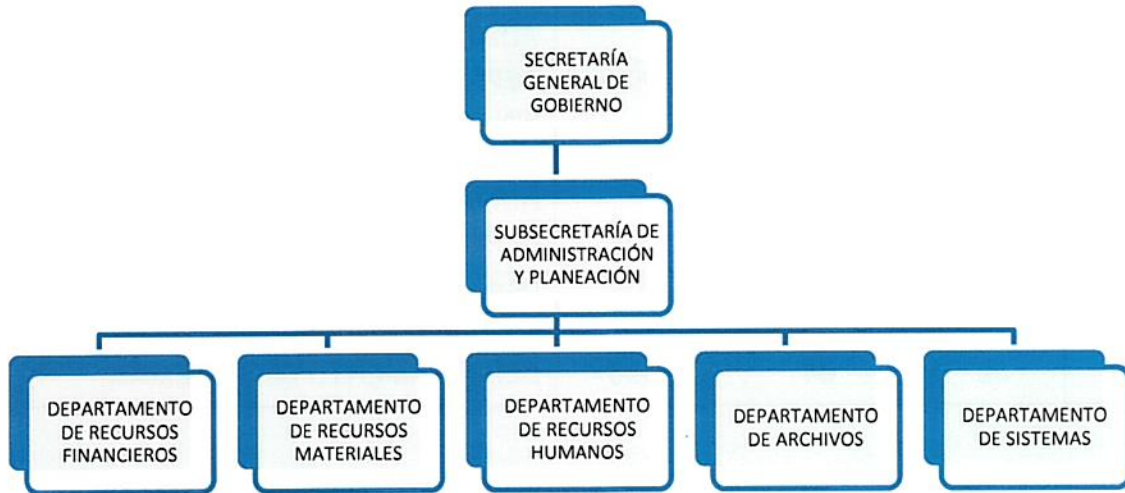 SECRETARÍA
GENERAL DE
GOBIERNO
SUBSECRETARÍA DE
ADMINISTRACIÓN
Y PLANEACIÓN
DEPARTAMENTO
DE RECURSOS
FINANCIEROS
DEPARTAMENTO
DE RECURSOS
MATERIALES
DEPARTAMENTO
DE RECURSOS
HUMANOS
DEPARTAMENTO
DE ARCHIVOS
DEPARTAMENTO
DE SISTEMAS